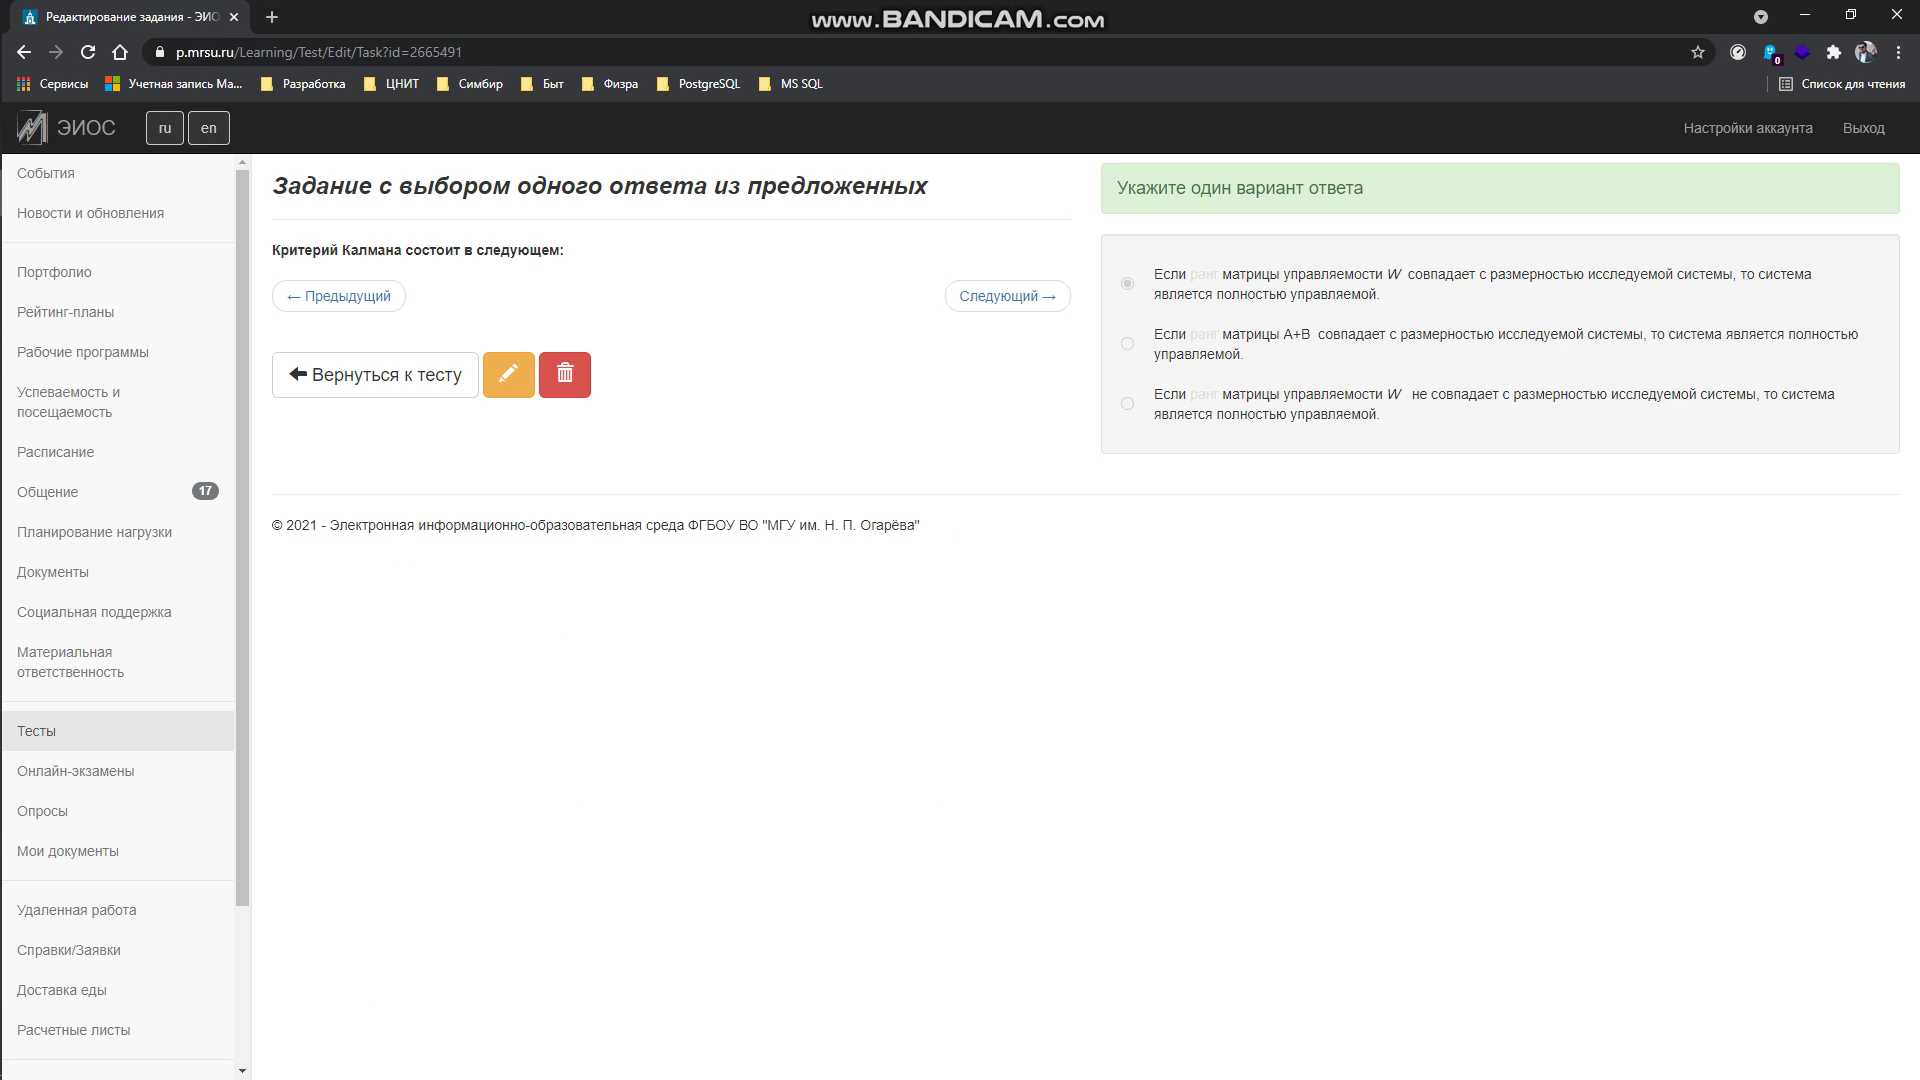 Редактирование задания - ЭИО
www.BANDICAM.com
p.mrsu.ru/Learning/Test/Edit/Task?id=2665491
0
Сервисы
Учетная запись Ma...
Разработка
ЦНИТ
Симбир
Быт
Физра
PostgreSQL
MS SQL
Список для чтения
ЭИОС
ru
en
Настройки аккаунта
Выход
События
Новости и обновления
Портфолио
Рейтинг-планы
Рабочие программы
Успеваемость и
посещаемость
Расписание
Общение
17
Планирование нагрузки
Документы
Социальная поддержка
Материальная
ответственность
Тесты
Онлайн-экзамены
Опросы
Мои документы
Удаленная работа
Справки/Заявки
Доставка еды
Расчетные листы
Задание с выбором одного ответа из предложенных
Критерий Калмана состоит в следующем:
← Предыдущий
Следующий →
Вернуться к тесту
Укажите один вариант ответа
Если ранг матрицы управляемости W совпадает с размерностью исследуемой системы, то система
является полностью управляемой.
Если ранг матрицы A+B совпадает с размерностью исследуемой системы, то система является полностью
управляемой.
Если ранг матрицы управляемости W не совпадает с размерностью исследуемой системы, то система
является полностью управляемой.
© 2021 - Электронная информационно-образовательная среда ФГБОУ ВО "МГУ им. Н. П. Огарёва"